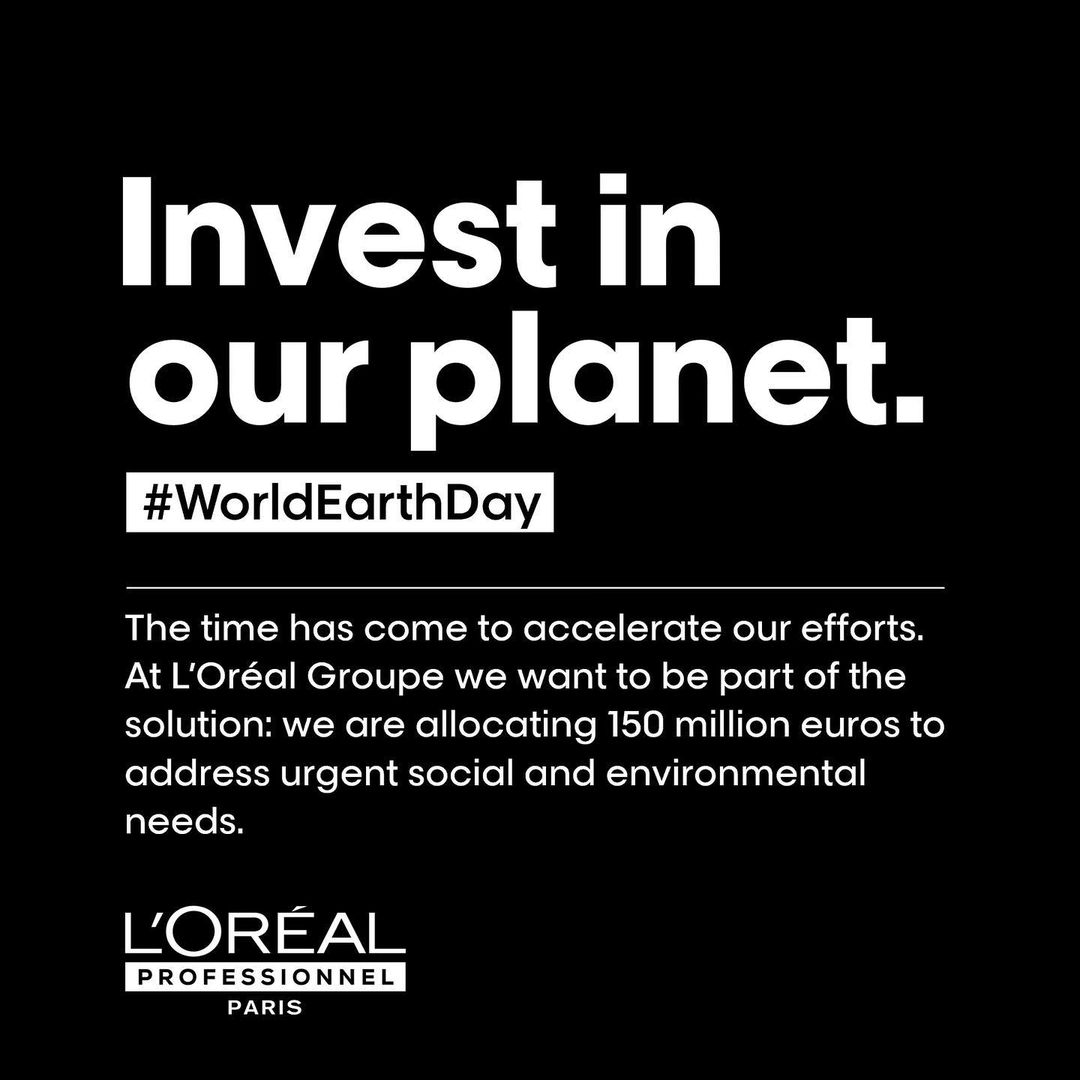 Invest in
our planet.
#WorldEarthDay
The time has come to accelerate our efforts.
At L’Oréal Groupe we want to be part of the
solution: we are allocating 150 million euros to
address urgent social and environmental
needs.
L’ORÉAL
PROFESSIONNEL
PARIS